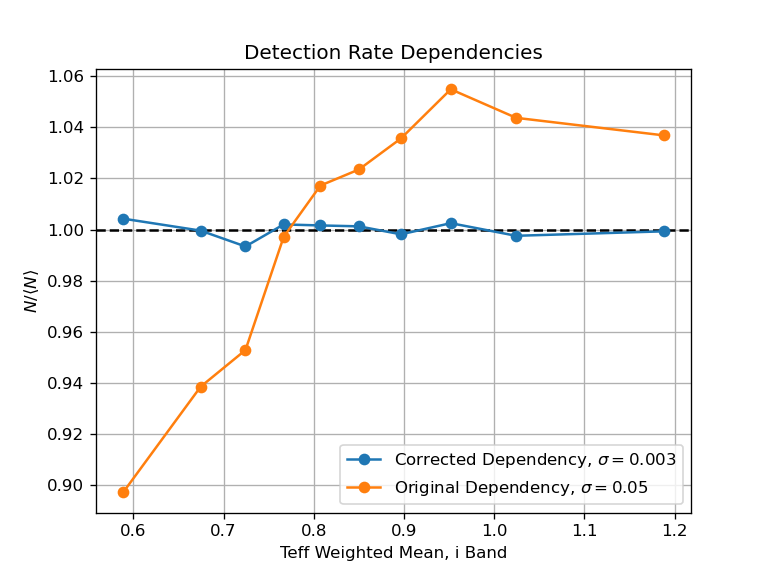 Detection Rate Dependencies
N/⟨N⟩
1.06
1.04
1.02
1.00
0.98
0.96
0.94
0.92
0.90
Corrected Dependency, σ = 0.003
Original Dependency, σ = 0.05
0.6 0.7 0.8 0.9 1.0 1.1 1.2
Teff Weighted Mean, i Band